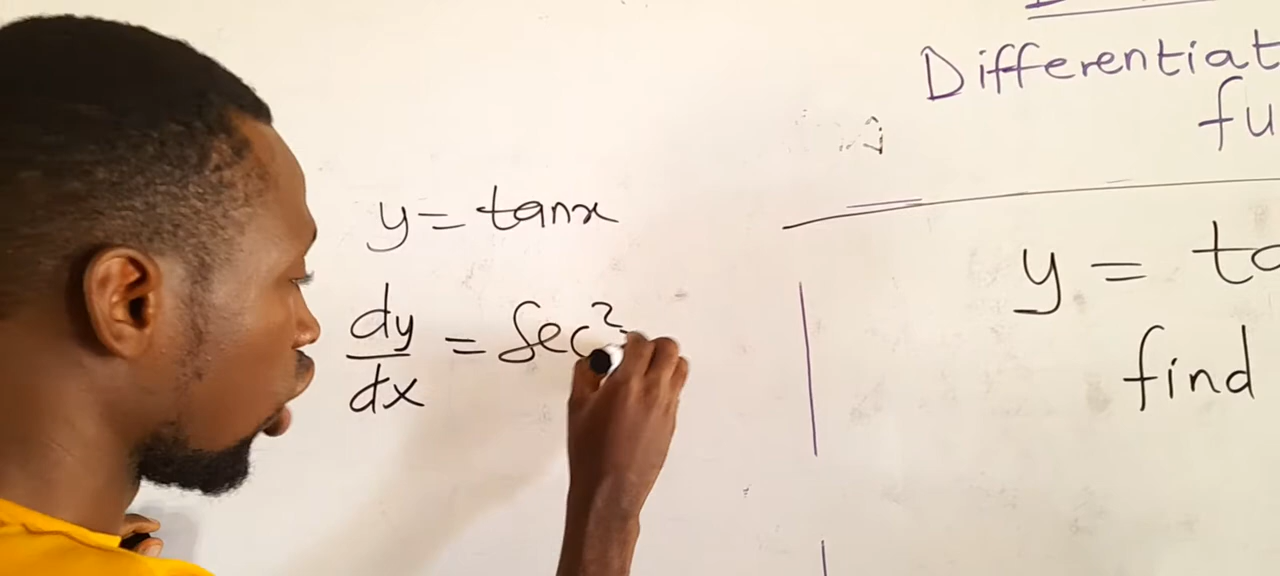 y = tanx
dy/dx = Sec²
Differentiat
fu
y = ta
find